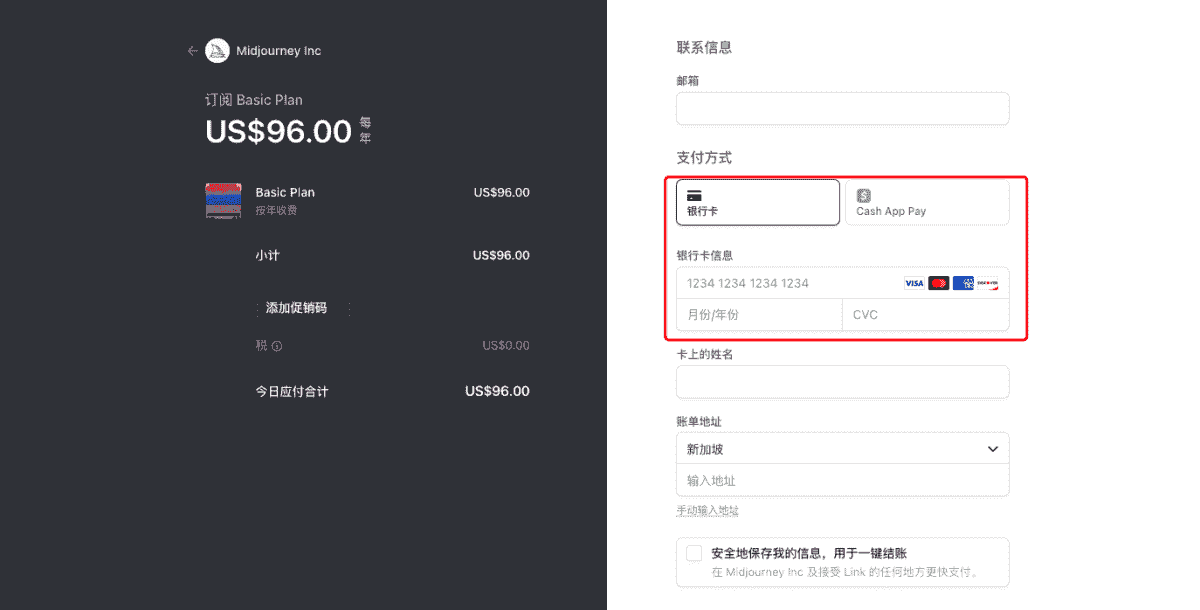 Midjourney Inc
订阅 Basic Plan
US$96.00 每年
Basic Plan US$96.00
按年收费
小计 US$96.00
添加促销码
税 US$0.00
今日应付合计 US$96.00
联系信息
邮箱
支付方式
银行卡
Cash App Pay
银行卡信息
1234 1234 1234 1234 VISA DISCOVER
月份/年份 CVC
卡上的姓名
账单地址
新加坡
输入地址
手动输入地址
安全地保存我的信息，用于一键结账
在 Midjourney Inc 及接受 Link 的任何地方更快支付。